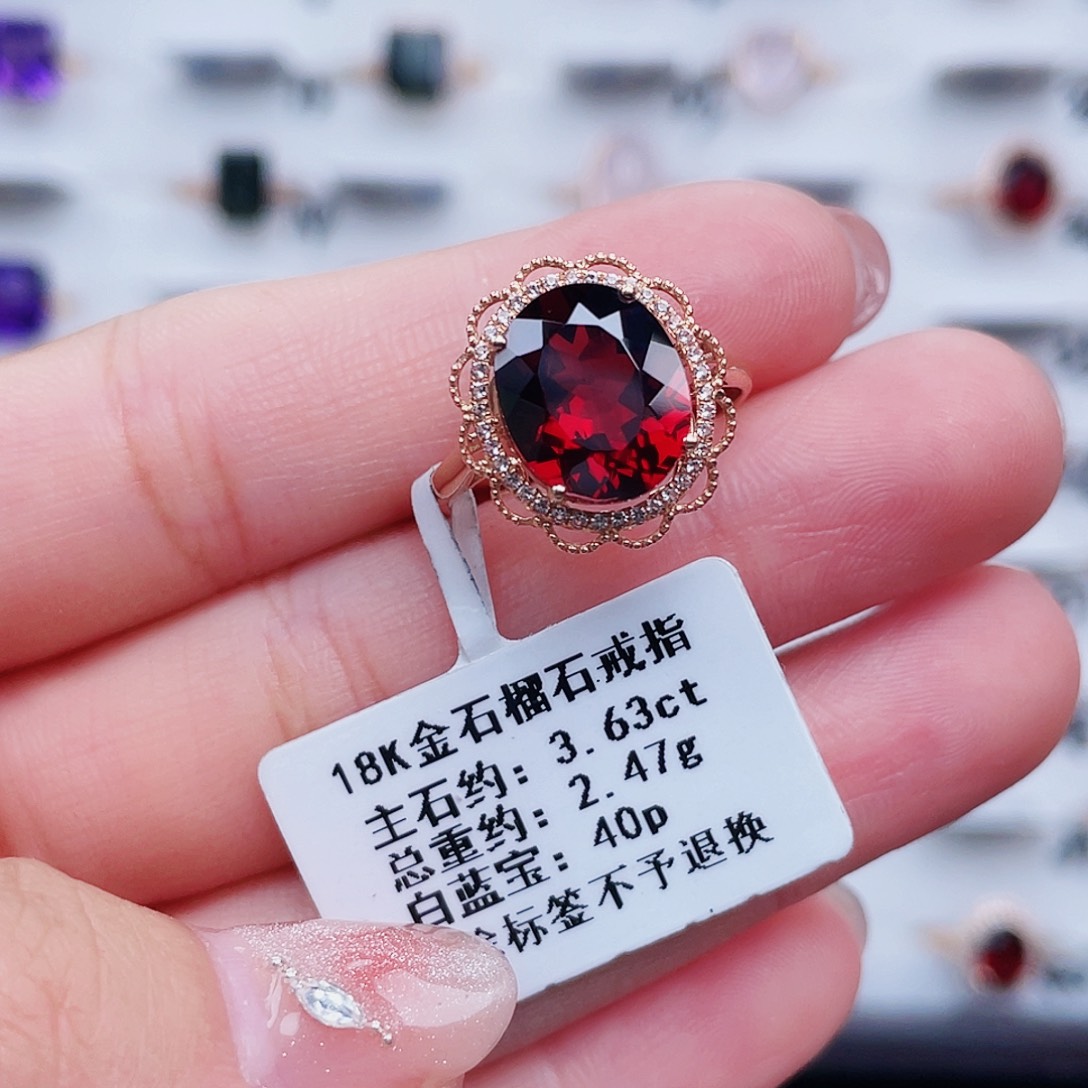 18K金石榴石戒指
主石约: 3.63ct
总重约: 2.47g
白蓝宝: 40p
标签不予退换